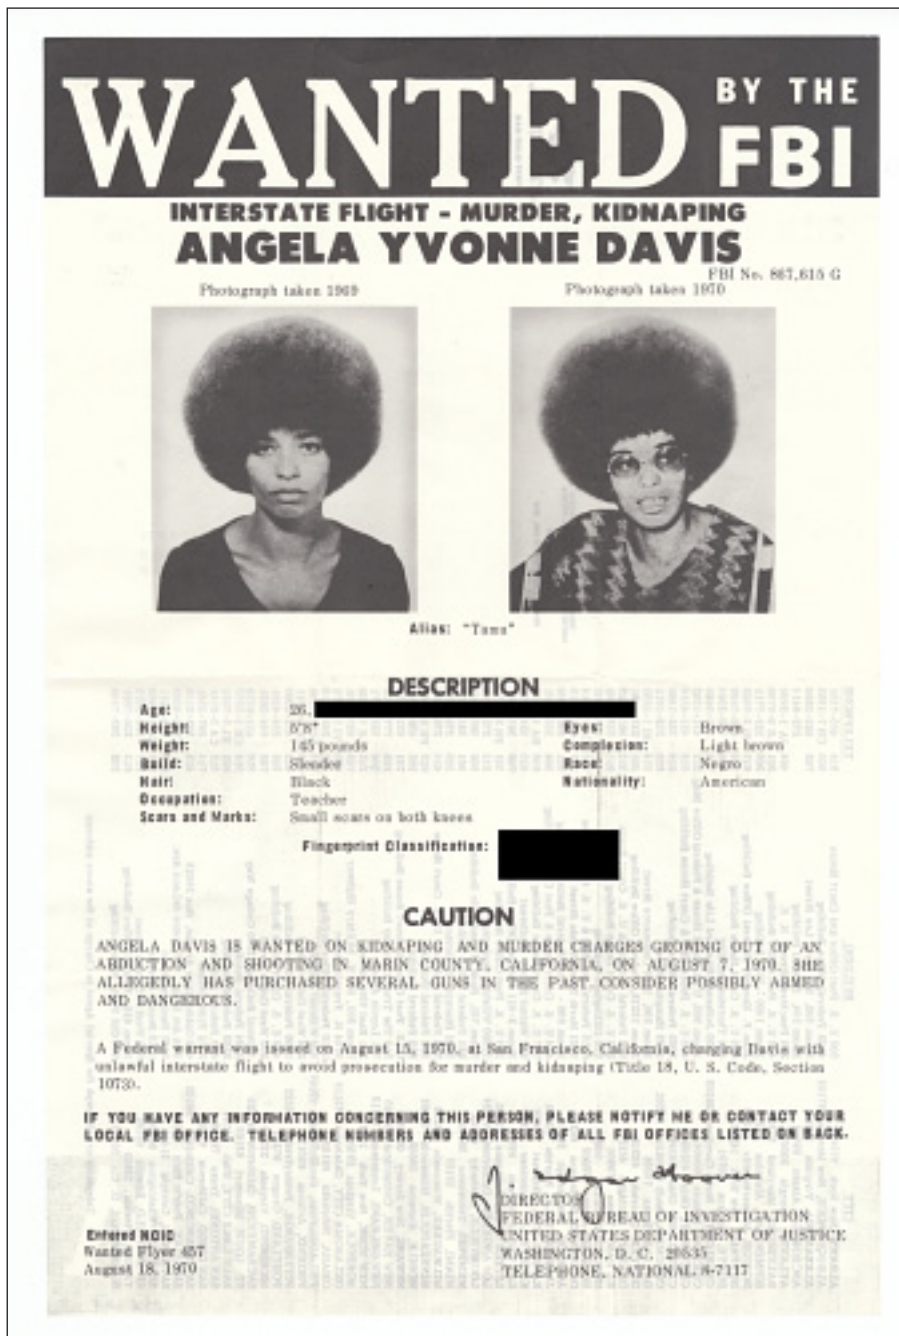 WANTED BY THE FBI
INTERSTATE FLIGHT - MURDER, KIDNAPING
ANGELA YVONNE DAVIS
FBI No. 867,615 G
Photograph taken 1969
Photograph taken 1970
Alias: "Tamu"
DESCRIPTION
Age: 26,
Height: 5'8" Eyes: Brown
Weight: 145 pounds Complexion: Light brown
Build: Slender Race: Negro
Hair: Black Nationality: American
Occupation: Teacher
Scars and Marks: Small scars on both knees
Fingerprint Classification:
CAUTION
ANGELA DAVIS IS WANTED ON KIDNAPING AND MURDER CHARGES GROWING OUT OF AN
ABDUCTION AND SHOOTING IN MARIN COUNTY, CALIFORNIA, ON AUGUST 7, 1970. SHE
ALLEGEDLY HAS PURCHASED SEVERAL GUNS IN THE PAST. CONSIDER POSSIBLY ARMED
AND DANGEROUS.
A Federal warrant was issued on August 15, 1970, at San Francisco, California, charging Davis with
unlawful interstate flight to avoid prosecution for murder and kidnaping (Title 18, U. S. Code, Section
1073).
IF YOU HAVE ANY INFORMATION CONCERNING THIS PERSON, PLEASE NOTIFY ME OR CONTACT YOUR
LOCAL FBI OFFICE. TELEPHONE NUMBERS AND ADDRESSES OF ALL FBI OFFICES LISTED ON BACK.
J. Edgar Hoover
DIRECTOR
FEDERAL BUREAU OF INVESTIGATION
UNITED STATES DEPARTMENT OF JUSTICE
WASHINGTON, D. C. 20535
TELEPHONE, NATIONAL 8-7117
Entered NCIC
Wanted Flyer 457
August 18, 1970